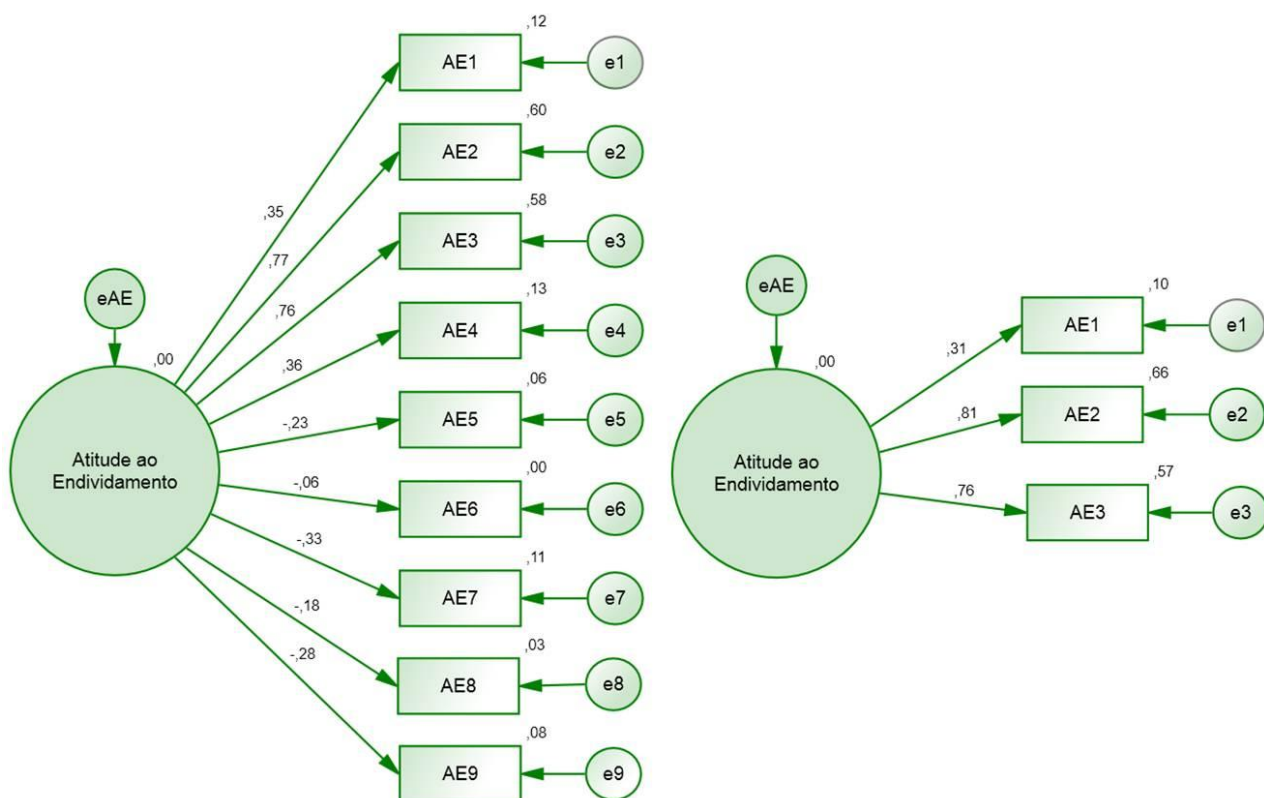 ,12
AE1
e1
,60
AE2
e2
,35
,58
AE3
e3
,77
eAE
,76
,13
AE4
e4
,00
,36
,06
AE5
e5
-,23
Atitude ao
Endividamento
,00
AE6
e6
-,06
-,33
,11
AE7
e7
-,18
,03
AE8
e8
-,28
,08
AE9
e9
eAE
,10
AE1
e1
,31
,00
,66
AE2
e2
,81
Atitude ao
Endividamento
,57
AE3
e3
,76